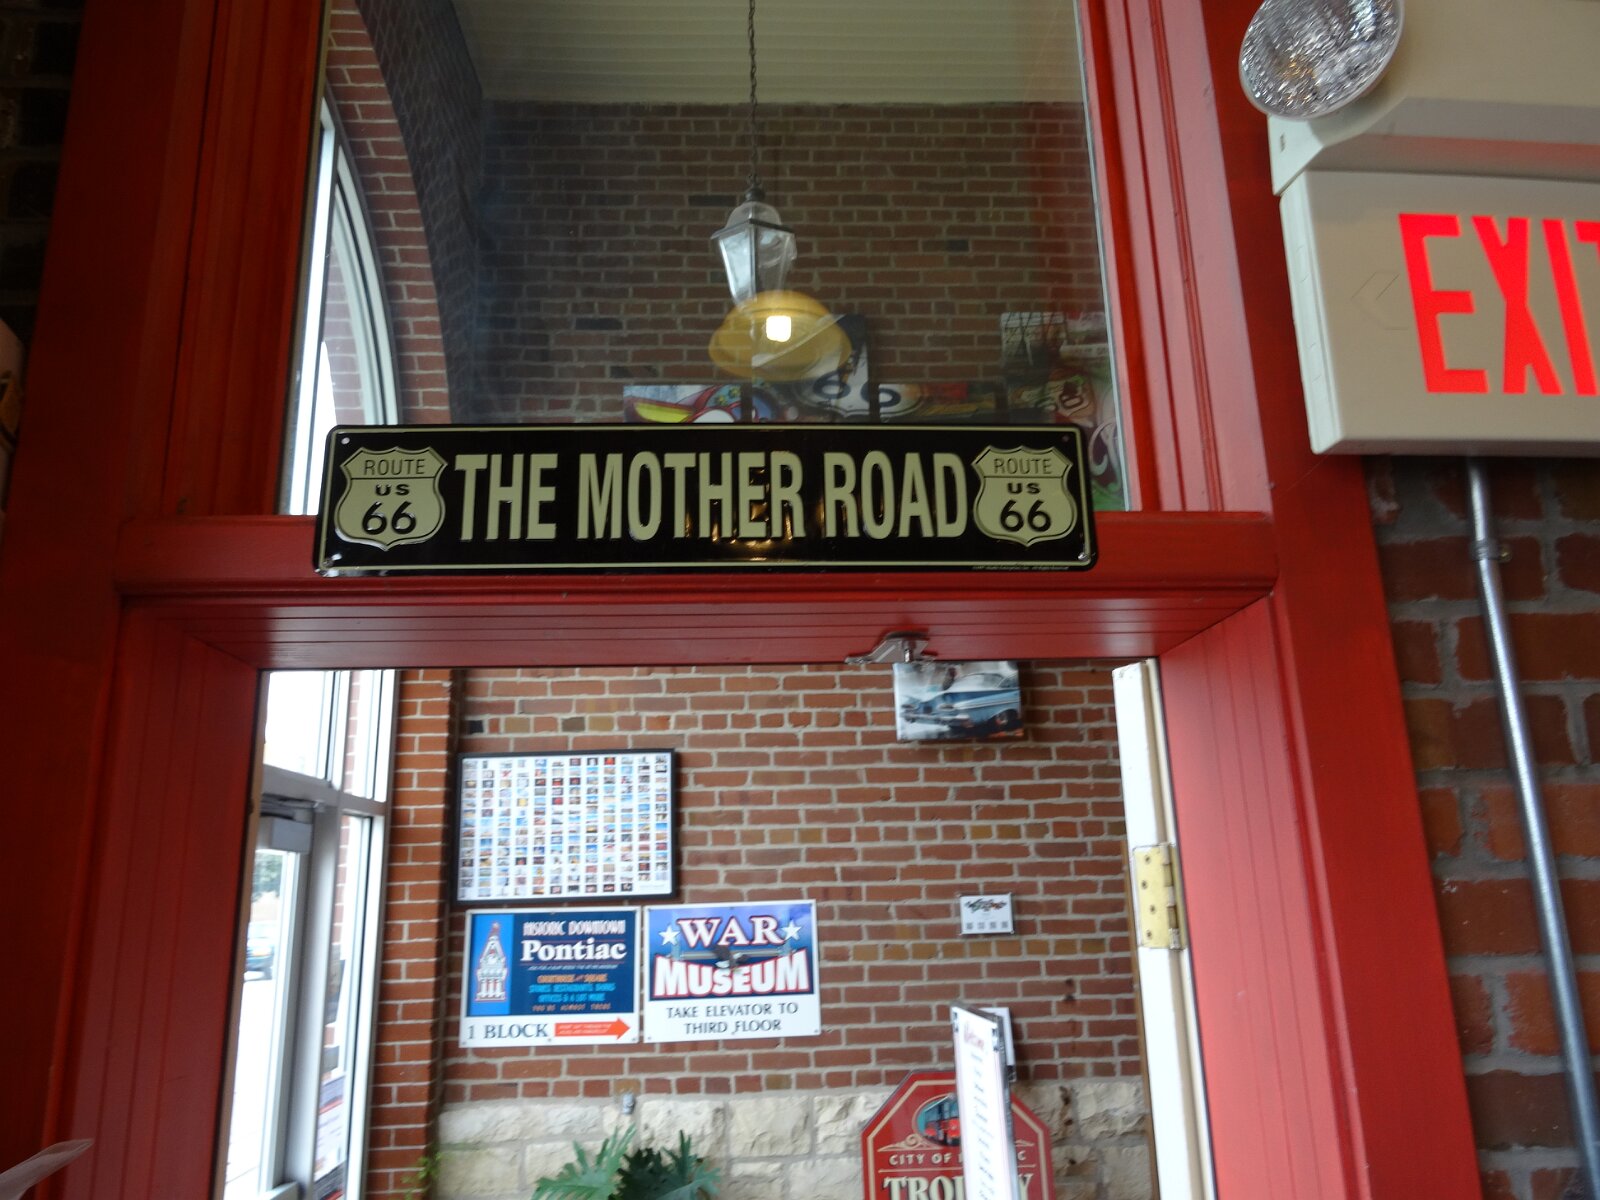 66
EXIT
ROUTE
US
66
THE MOTHER ROAD
ROUTE
US
66
HISTORIC DOWNTOWN
Pontiac
1 BLOCK
WAR
MUSEUM
TAKE ELEVATOR TO
THIRD FLOOR
CITY OF